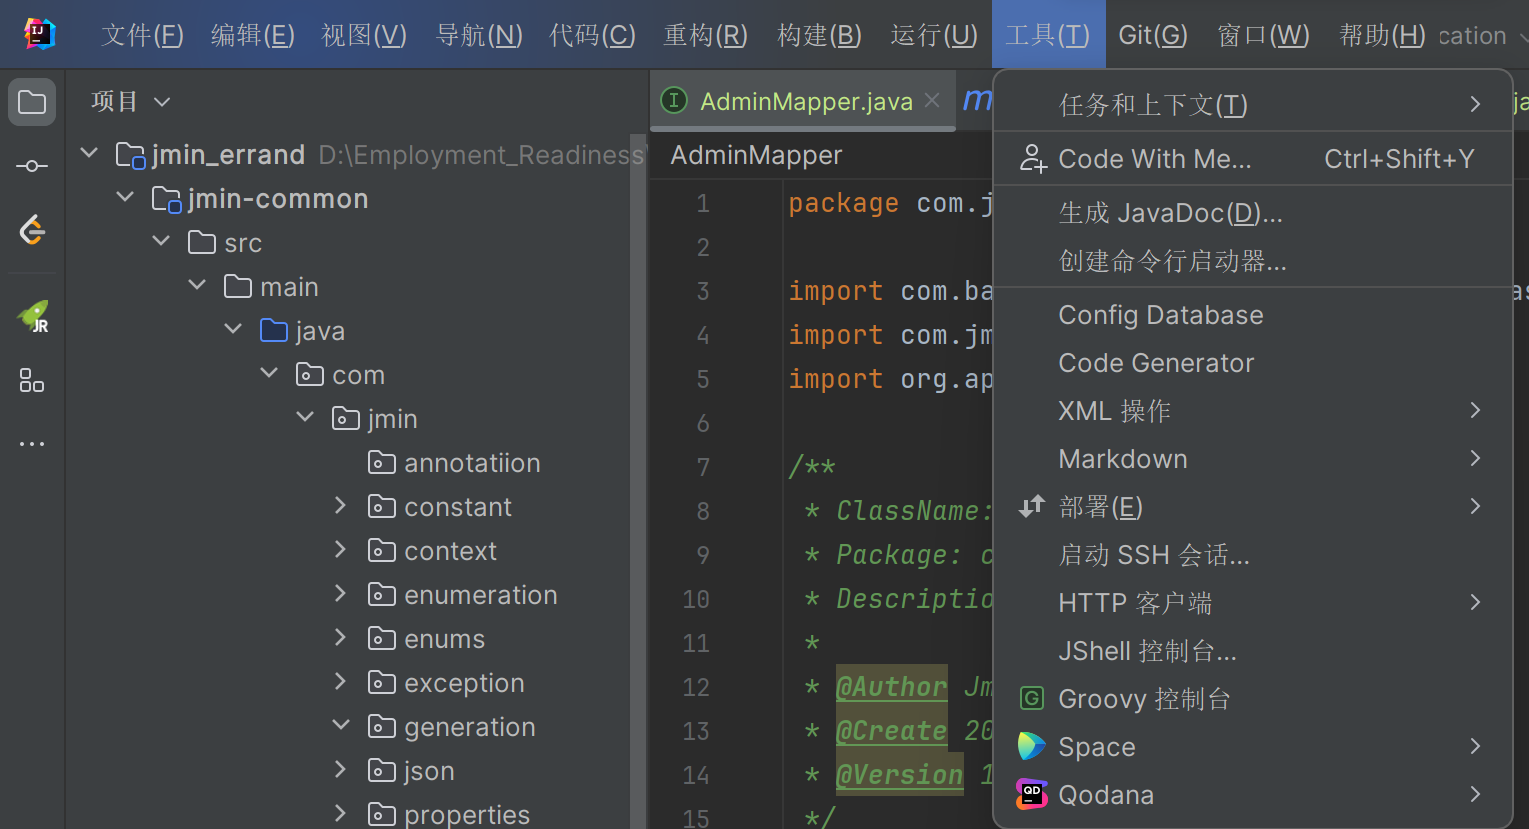 文件(F) 编辑(E) 视图(V) 导航(N) 代码(C) 重构(R) 构建(B) 运行(U) 工具(T) Git(G) 窗口(W) 帮助(H) cation
项目
jmin_errand D:\Employment_Readiness\
jmin-common
src
main
java
com
jmin
annotatiion
constant
context
enumeration
enums
exception
generation
json
properties
JR
AdminMapper.java
m
ja
AdminMapper
1 package com.j
2
3 import com.ba
as
4 import com.jm
5 import org.ap
6
7 /**
8 * ClassName:
9 * Package: c
10 * Descriptio
11 *
12 * @Author Jm
13 * @Create 20
14 * @Version 1
15 */
任务和上下文(T)
Code With Me... Ctrl+Shift+Y
生成 JavaDoc(D)...
创建命令行启动器...
Config Database
Code Generator
XML 操作
Markdown
部署(E)
启动 SSH 会话...
HTTP 客户端
JShell 控制台...
G Groovy 控制台
Space
QD Qodana